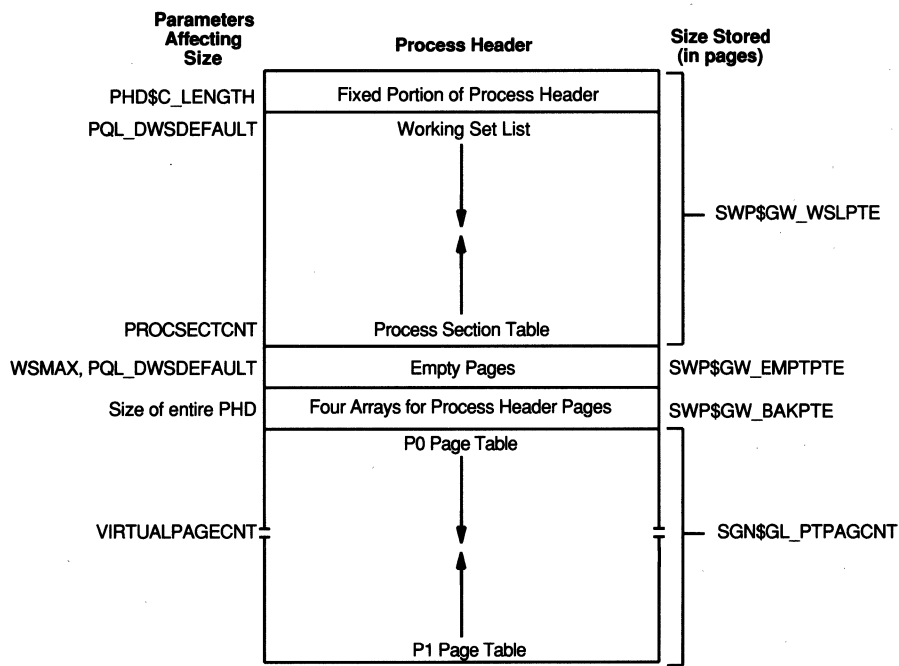 Parameters
Affecting
Size
Process Header
Size Stored
(in pages)
PHD$C_LENGTH
Fixed Portion of Process Header
PQL_DWSDEFAULT
Working Set List
SWP$GW_WSLPTE
PROCSECTCNT
Process Section Table
WSMAX, PQL_DWSDEFAULT
Empty Pages
SWP$GW_EMPTPTE
Size of entire PHD
Four Arrays for Process Header Pages
SWP$GW_BAKPTE
P0 Page Table
VIRTUALPAGECNT
SGN$GL_PTPAGCNT
P1 Page Table